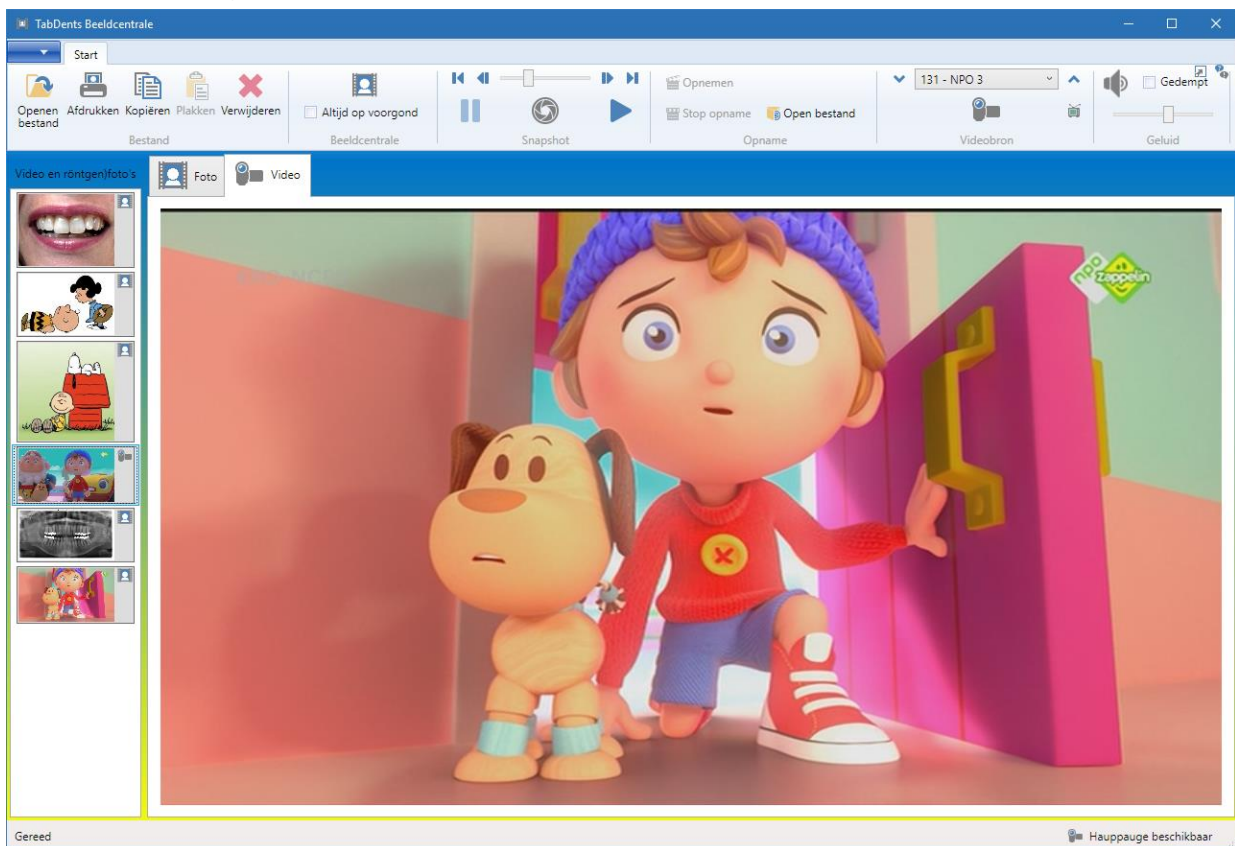 TabDents Beeldcentrale
Start
Openen bestand
Afdrukken
Kopiëren
Plakken
Verwijderen
Bestand
Altijd op voorgond
Beeldcentrale
Snapshot
Opnemen
Stop opname
Open bestand
Opname
131 - NPO 3
Videobron
Gedempt
Geluid
Video en röntgen)foto's
Foto
Video
npo
Zappelin
Gereed
Hauppauge beschikbaar